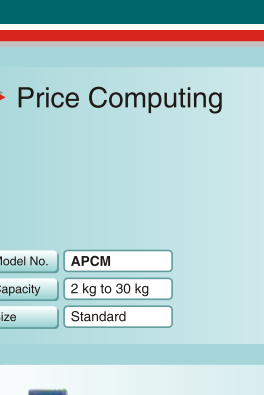 Price Computing
Model No. APCM
Capacity 2 kg to 30 kg
Size Standard